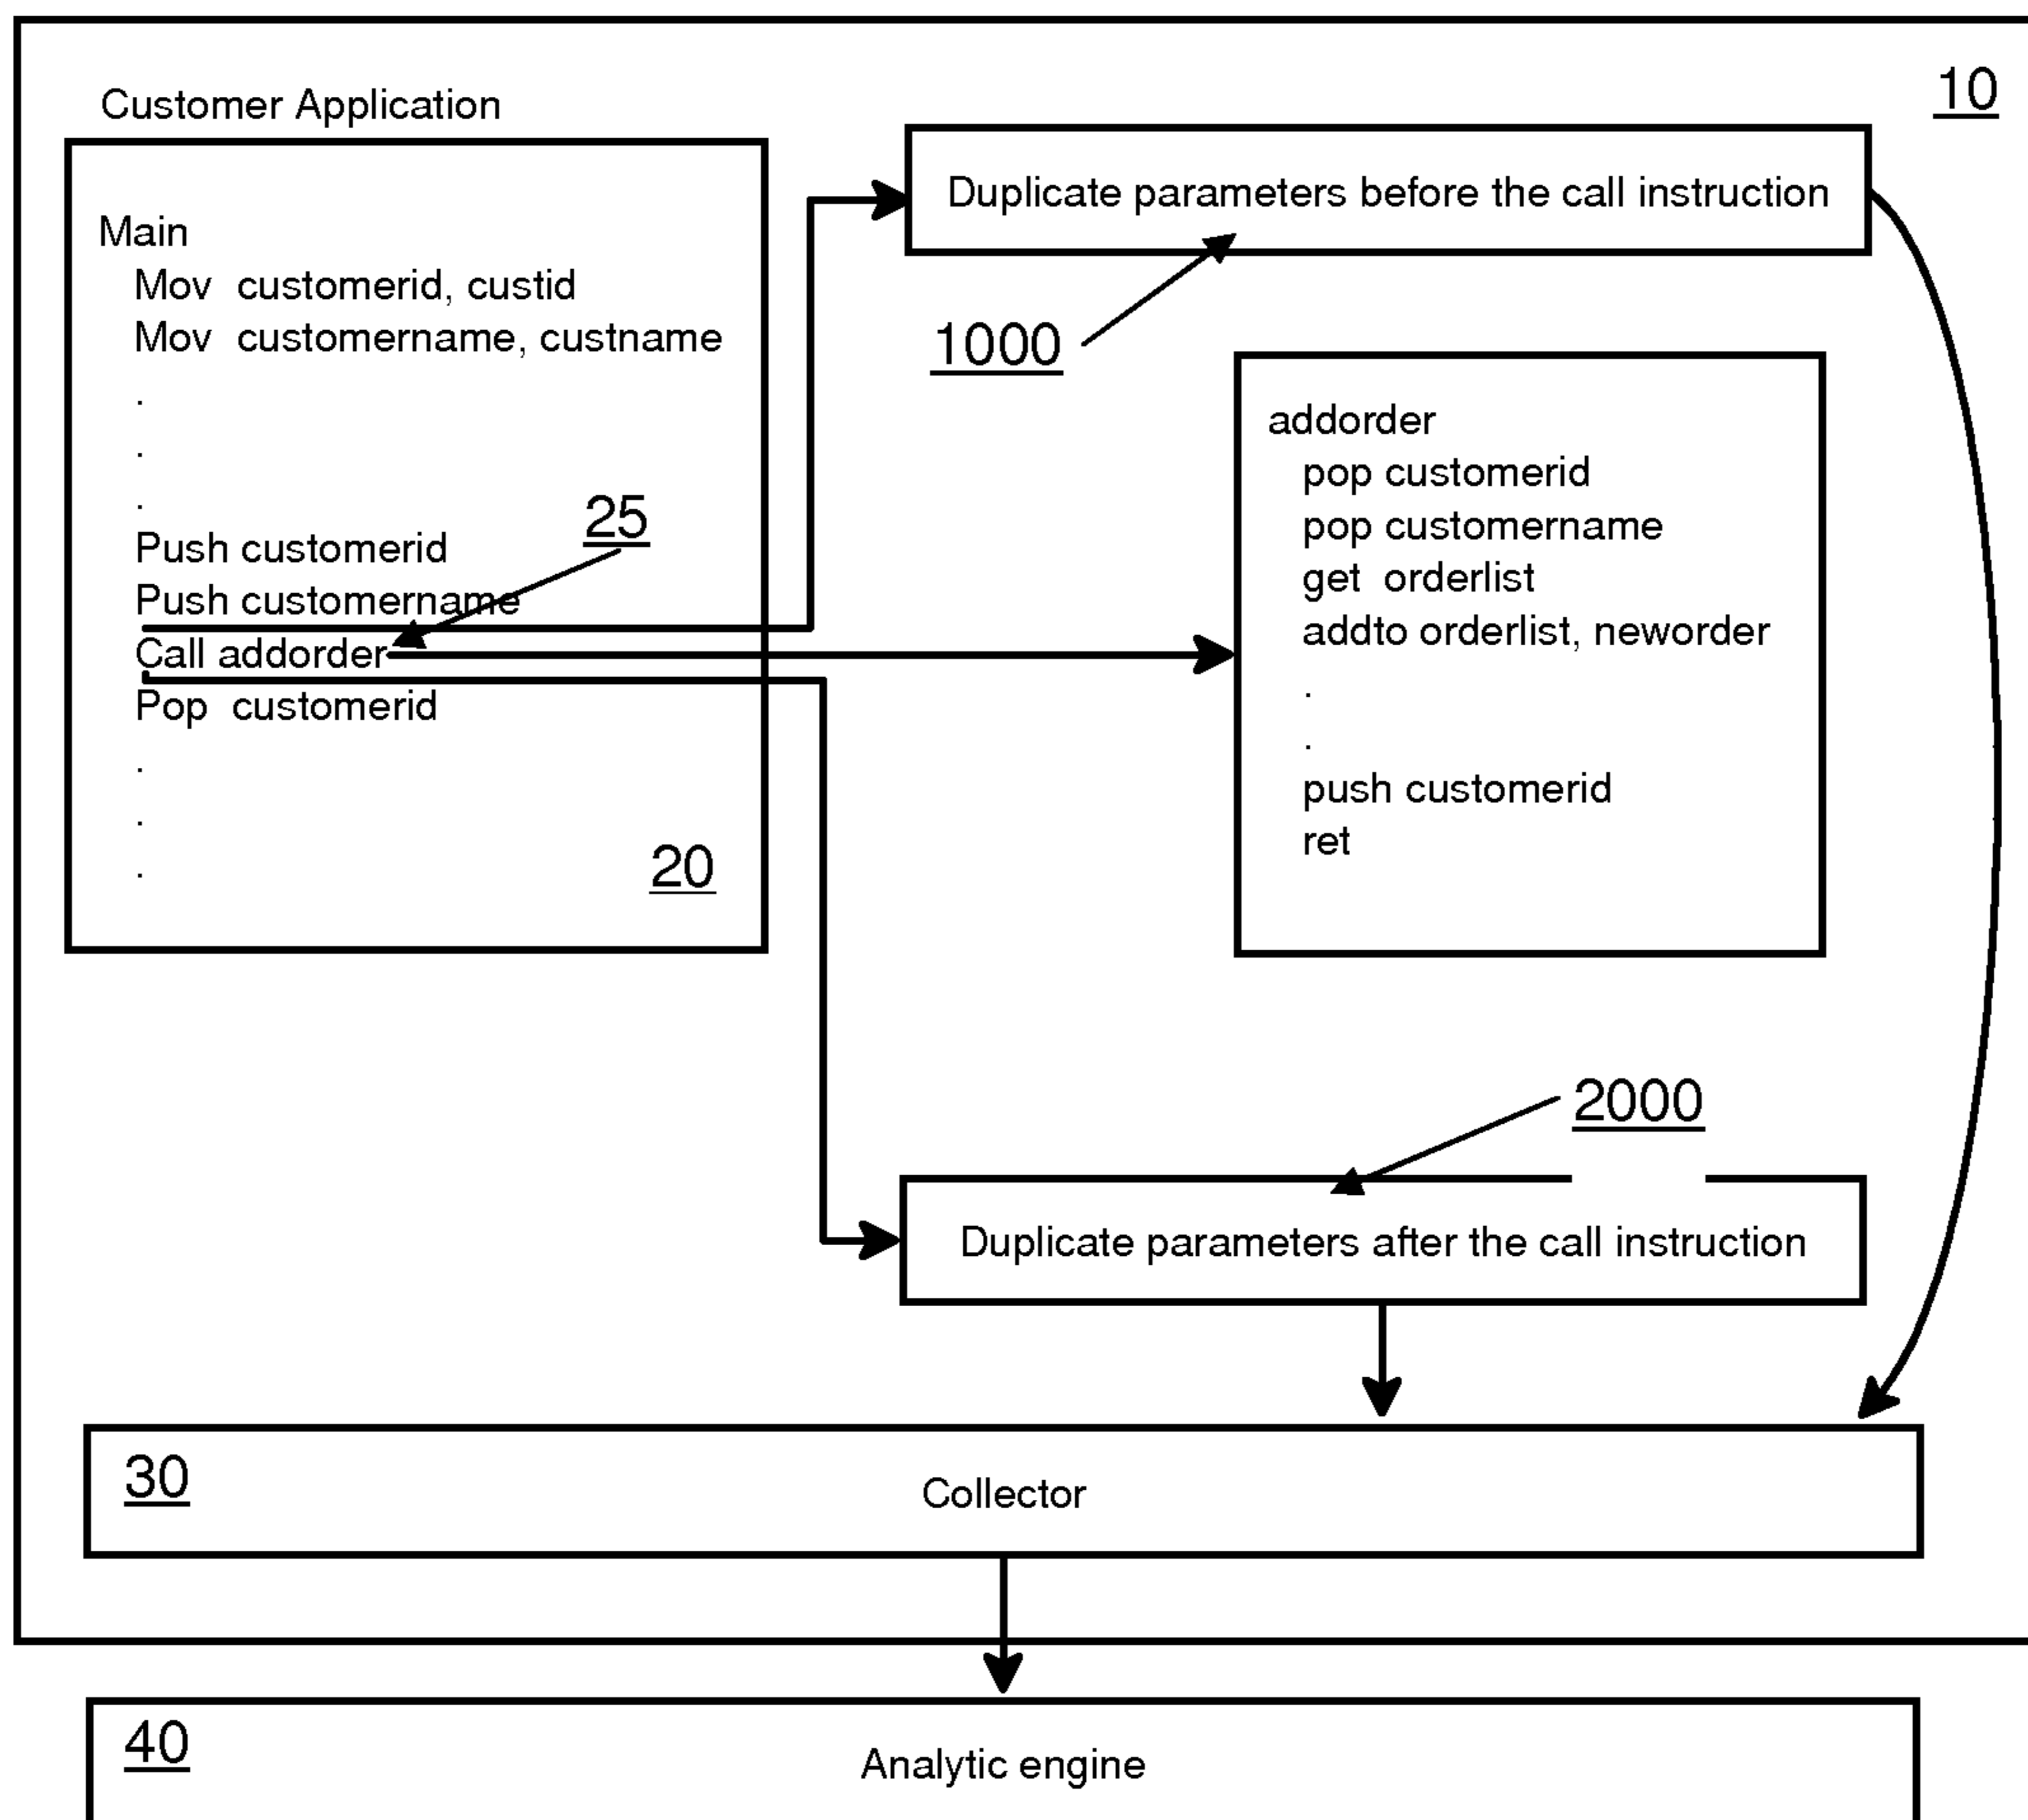 10
Customer Application
Main
Mov customerid, custid
Mov customername, custname
.
.
.
Push customerid
Push customername
Call addorder
Pop customerid
.
.
.
25
20
Duplicate parameters before the call instruction
1000
addorder
pop customerid
pop customername
get orderlist
addto orderlist, neworder
.
.
push customerid
ret
2000
Duplicate parameters after the call instruction
30
Collector
40
Analytic engine